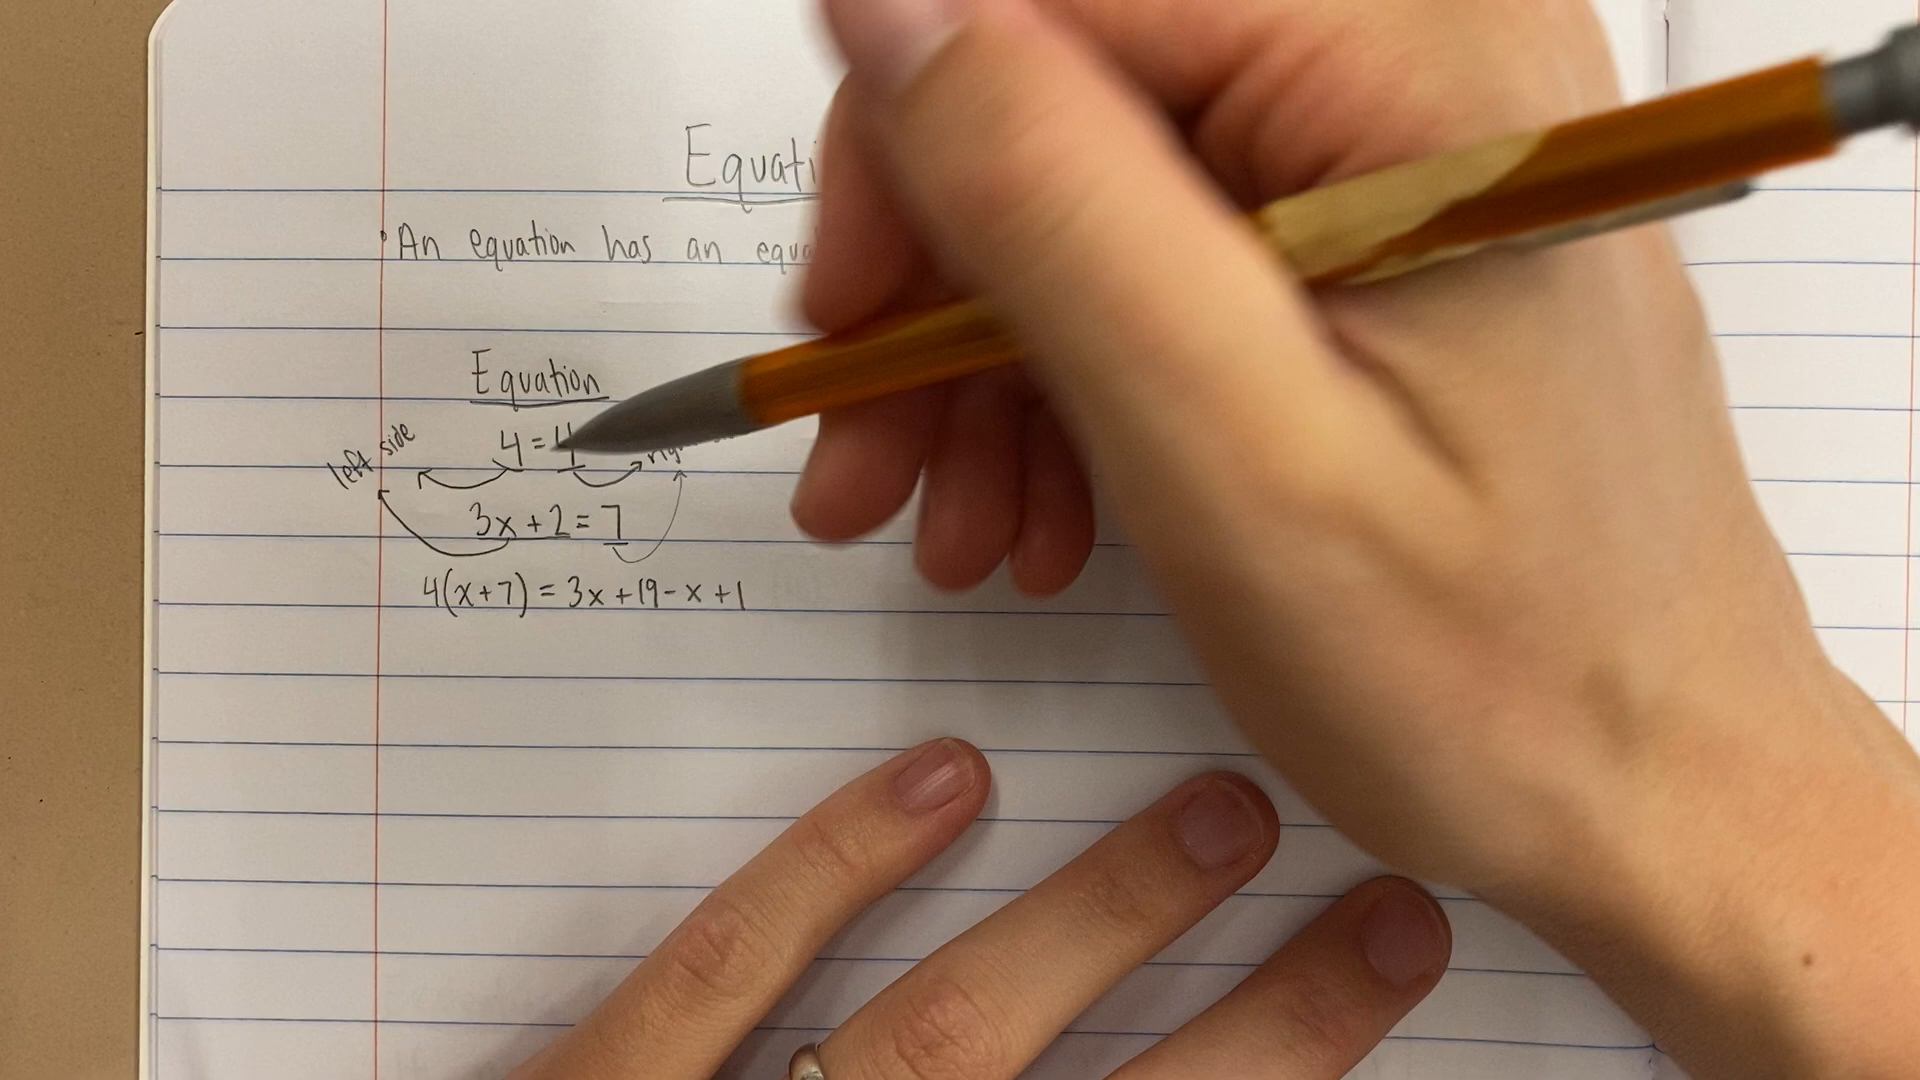 Equati
An equation has an equa
Equation
4 = 4
left side
3x + 2 = 7
4(x+7) = 3x + 19 - x + 1